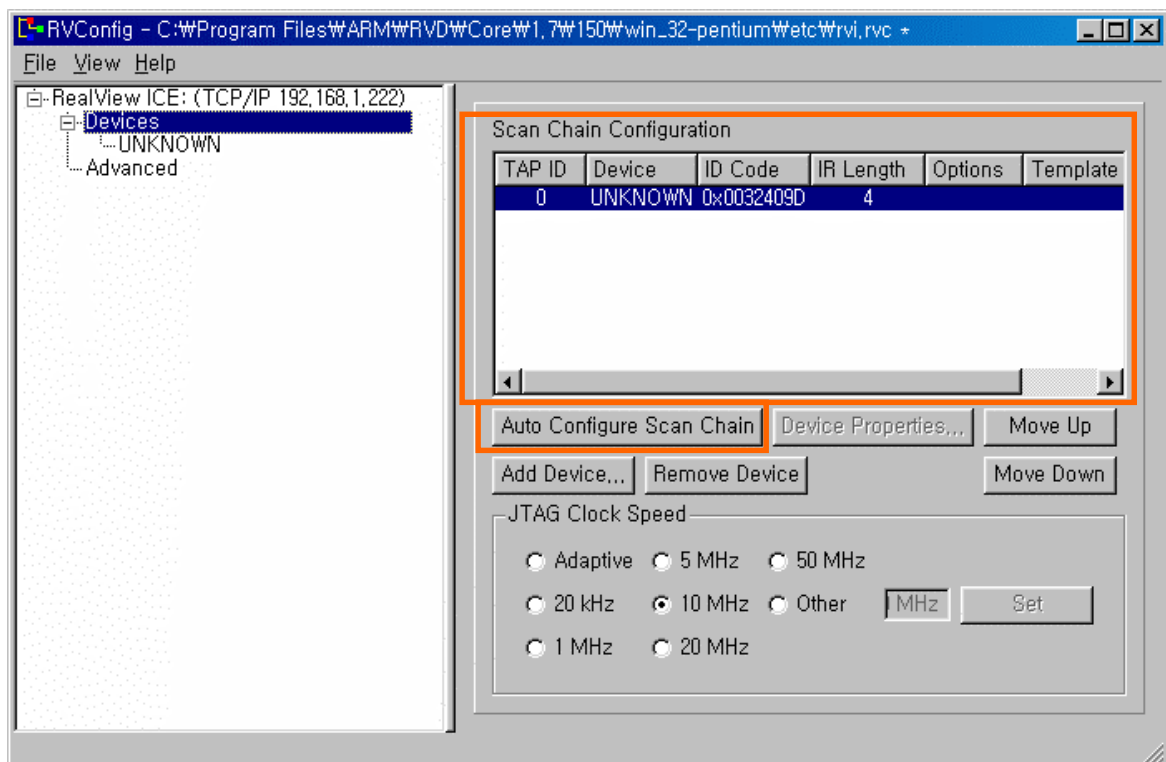 RVConfig - C:₩Program Files₩ARM₩RVD₩Core₩1,7₩150₩win_32-pentium₩etc₩rvi,rvc *
File View Help
RealView ICE: (TCP/IP 192,168,1,222)
Devices
UNKNOWN
Advanced
Scan Chain Configuration
TAP ID Device ID Code IR Length Options Template
0 UNKNOWN 0x0032409D 4
Auto Configure Scan Chain Device Properties,,, Move Up
Add Device,,, Remove Device Move Down
JTAG Clock Speed
Adaptive 5 MHz 50 MHz
20 kHz 10 MHz Other MHz Set
1 MHz 20 MHz